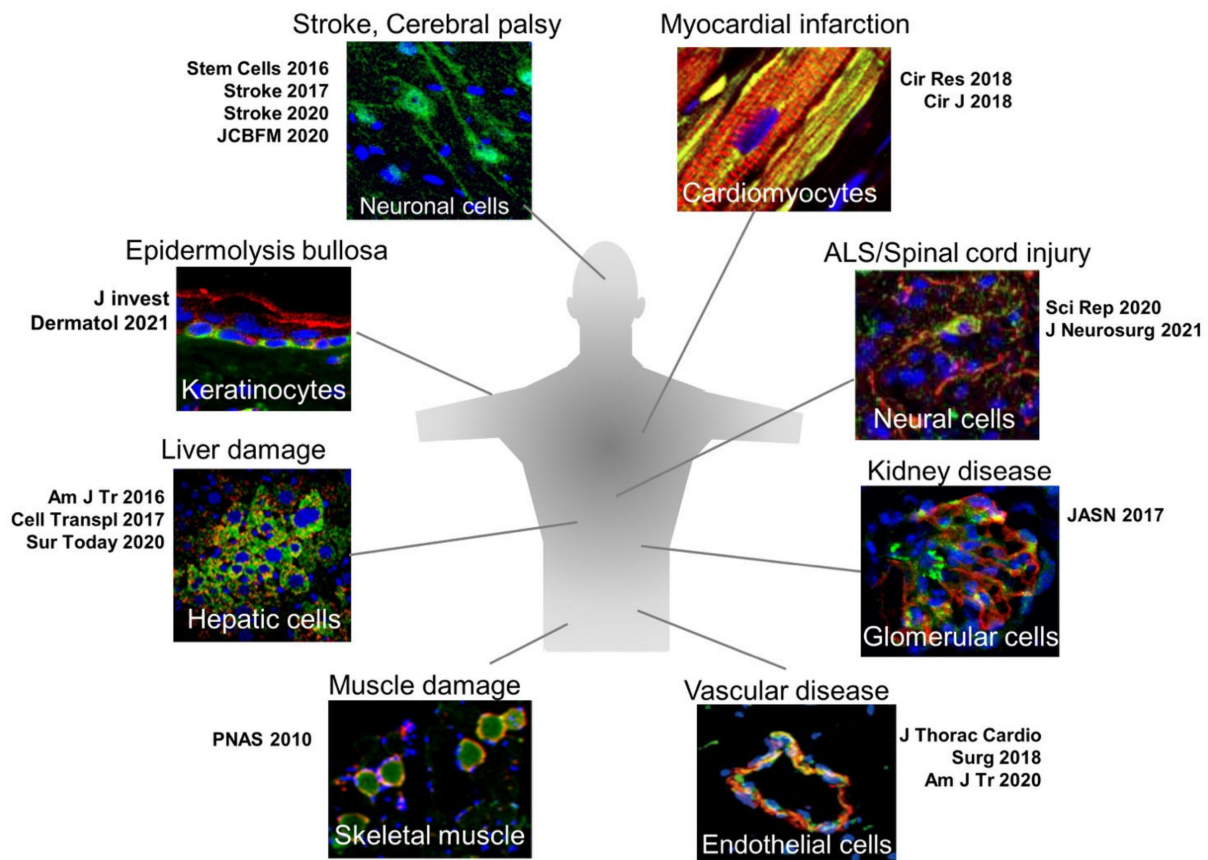 Stroke, Cerebral palsy
Stem Cells 2016
Stroke 2017
Stroke 2020
JCBFM 2020
Neuronal cells
Myocardial infarction
Cir Res 2018
Cir J 2018
Cardiomyocytes
Epidermolysis bullosa
J invest
Dermatol 2021
Keratinocytes
ALS/Spinal cord injury
Sci Rep 2020
J Neurosurg 2021
Neural cells
Liver damage
Am J Tr 2016
Cell Transpl 2017
Sur Today 2020
Hepatic cells
Kidney disease
JASN 2017
Glomerular cells
Muscle damage
PNAS 2010
Skeletal muscle
Vascular disease
J Thorac Cardio
Surg 2018
Am J Tr 2020
Endothelial cells